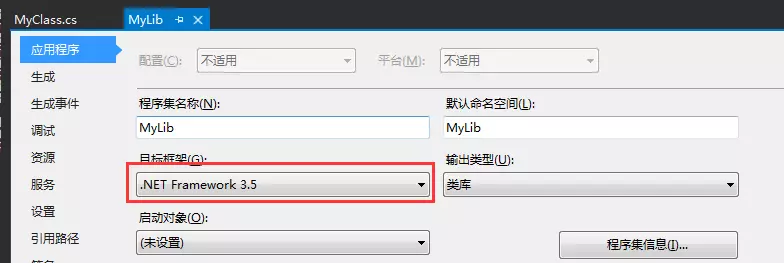 MyClass.cs
MyLib
应用程序
配置(C):
不适用
平台(M):
不适用
生成
生成事件
程序集名称(N):
默认命名空间(L):
调试
MyLib
MyLib
资源
目标框架(G):
输出类型(U):
服务
.NET Framework 3.5
类库
设置
启动对象(O):
引用路径
(未设置)
程序集信息(I)...